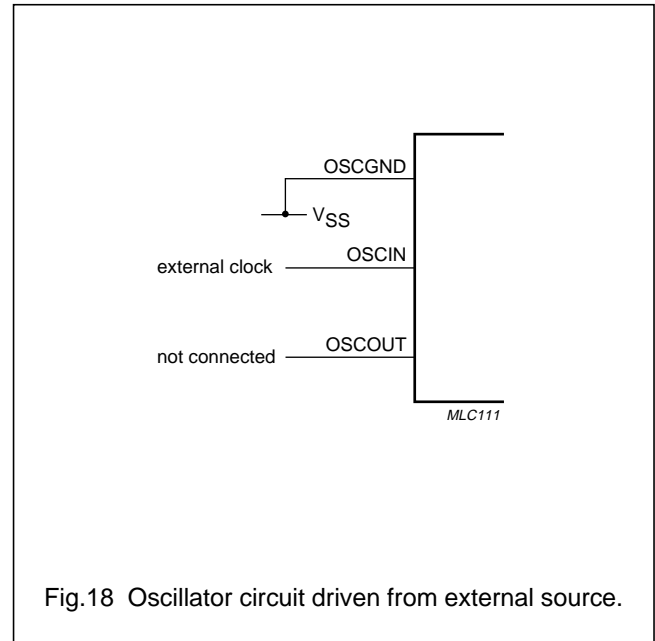 OSCGND
VSS
OSCIN
external clock
OSCOUT
not connected
MLC111
Fig.18 Oscillator circuit driven from external source.